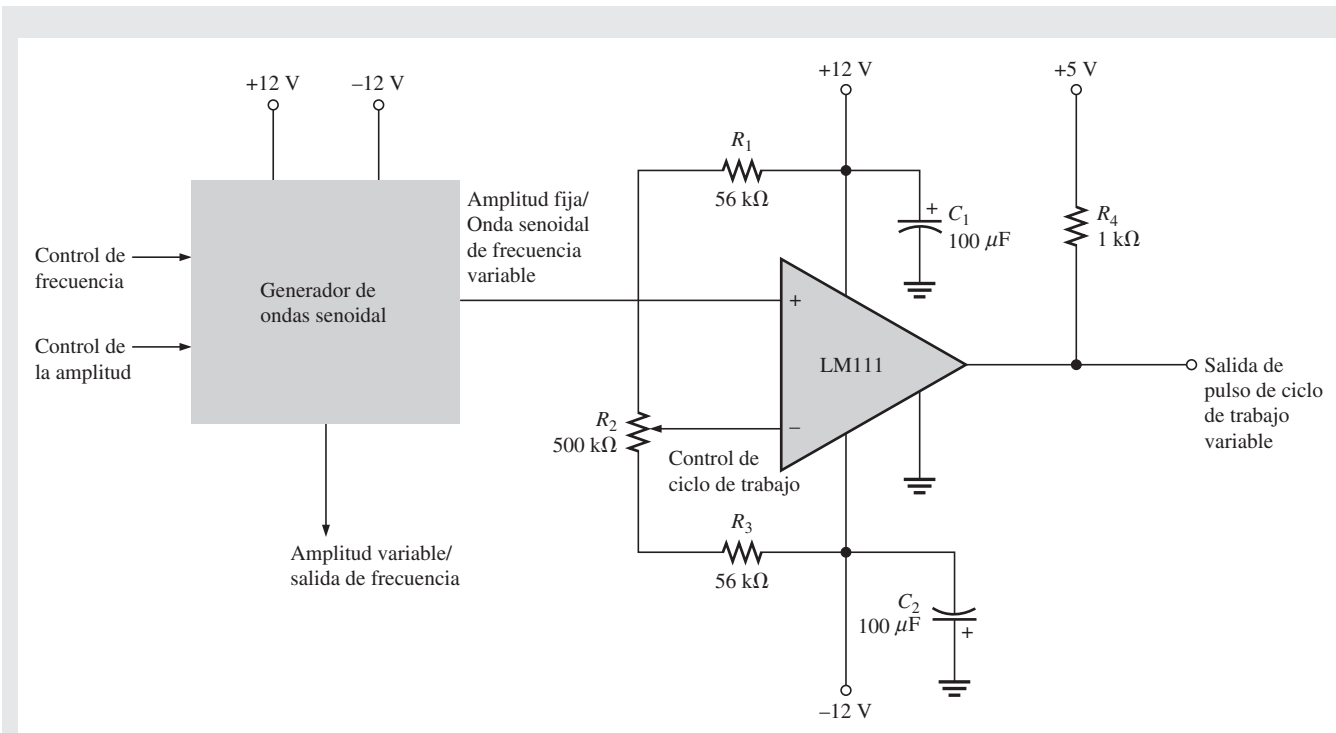 +12 V
–12 V
Control de
frecuencia
Control de
la amplitud
Generador de
ondas senoidal
Amplitud variable/
salida de frecuencia
Amplitud fija/
Onda senoidal
de frecuencia
variable
R1
56 kΩ
R2
500 kΩ
Control de
ciclo de trabajo
R3
56 kΩ
+12 V
+
C1
100 μF
+
LM111
–
C2
100 μF
+
–12 V
+5 V
R4
1 kΩ
Salida de
pulso de ciclo
de trabajo
variable